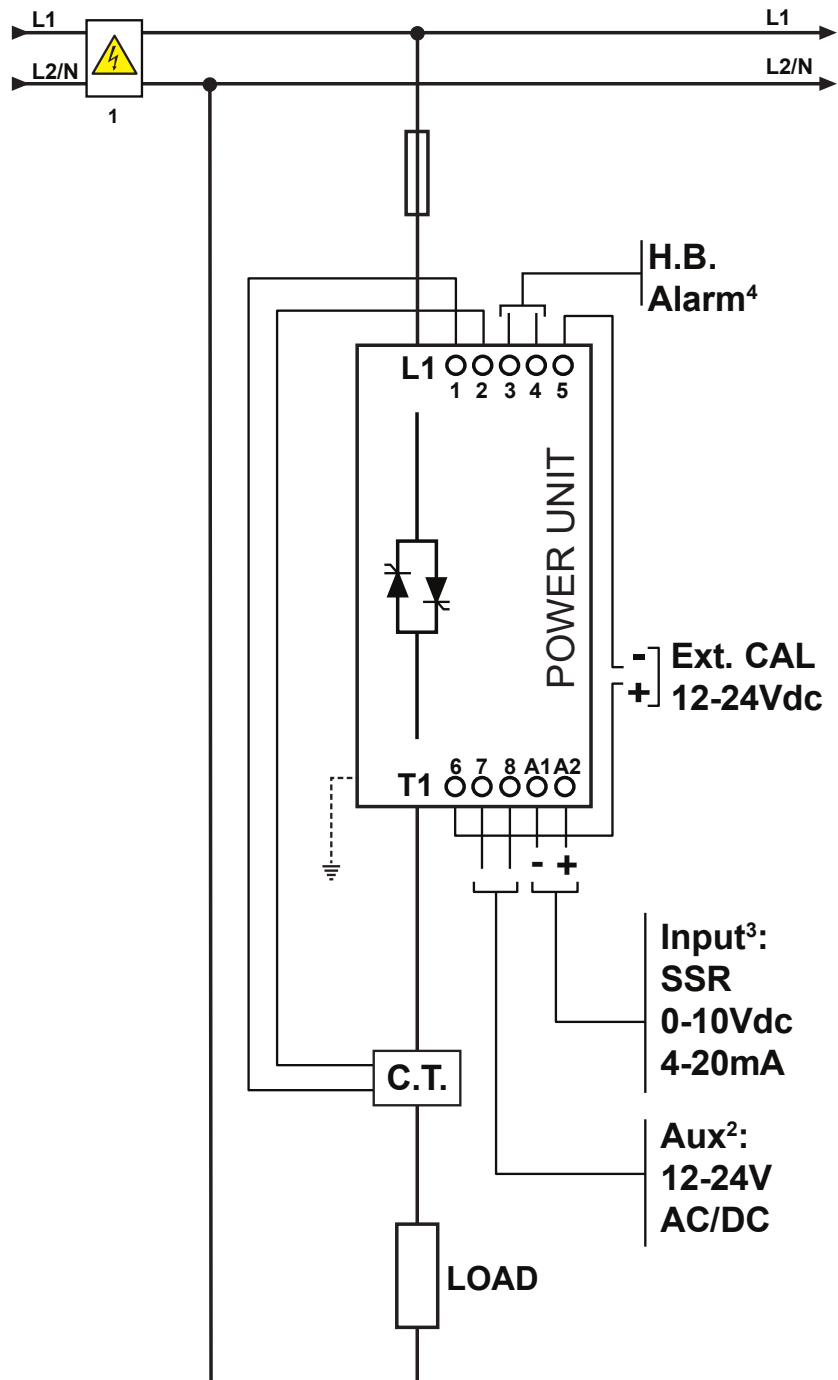 L1
L1
L2/N
L2/N
1
H.B.
Alarm⁴
L1
1 2 3 4 5
POWER UNIT
- Ext. CAL
+ 12-24Vdc
6 7 8 A1 A2
T1
- +
Input³:
SSR
0-10Vdc
4-20mA
C.T.
Aux²:
12-24V
AC/DC
LOAD